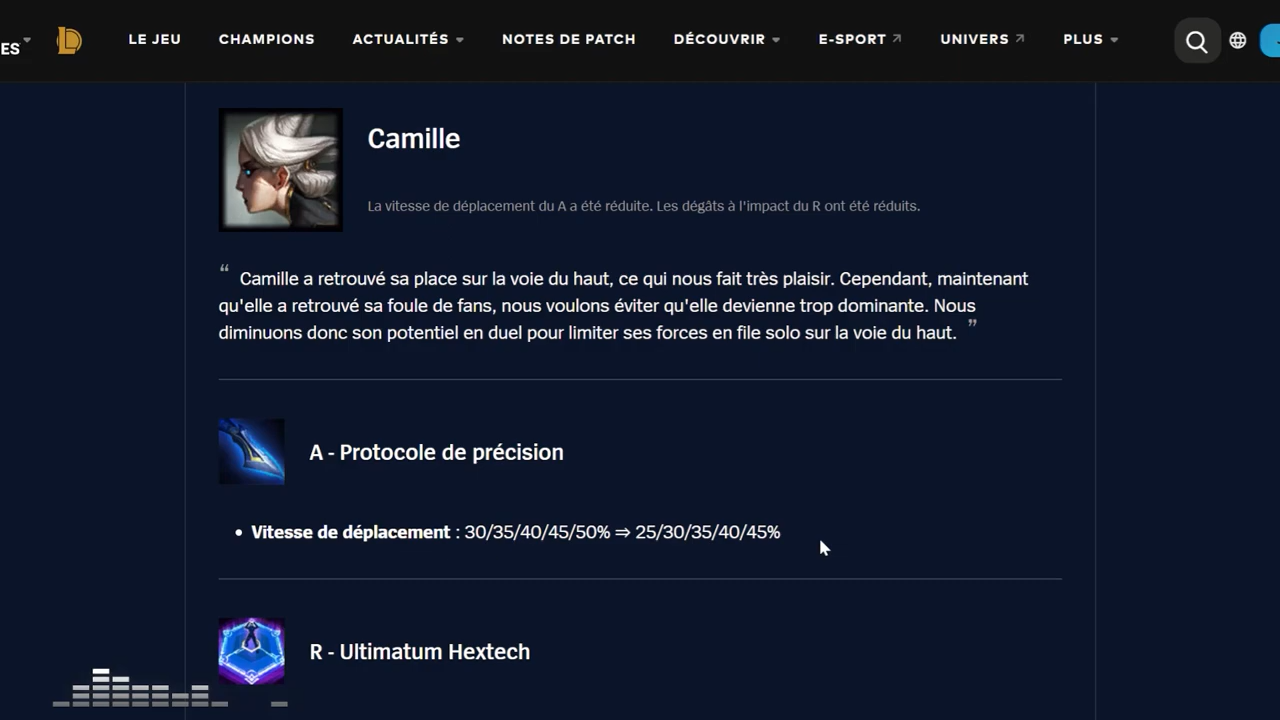 ES
LE JEU
CHAMPIONS
ACTUALITÉS
NOTES DE PATCH
DÉCOUVRIR
E-SPORT
UNIVERS
PLUS
Camille
La vitesse de déplacement du A a été réduite. Les dégâts à l'impact du R ont été réduits.
“ Camille a retrouvé sa place sur la voie du haut, ce qui nous fait très plaisir. Cependant, maintenant
qu'elle a retrouvé sa foule de fans, nous voulons éviter qu'elle devienne trop dominante. Nous
diminuons donc son potentiel en duel pour limiter ses forces en file solo sur la voie du haut. ”
A - Protocole de précision
• Vitesse de déplacement : 30/35/40/45/50% ⇒ 25/30/35/40/45%
R - Ultimatum Hextech